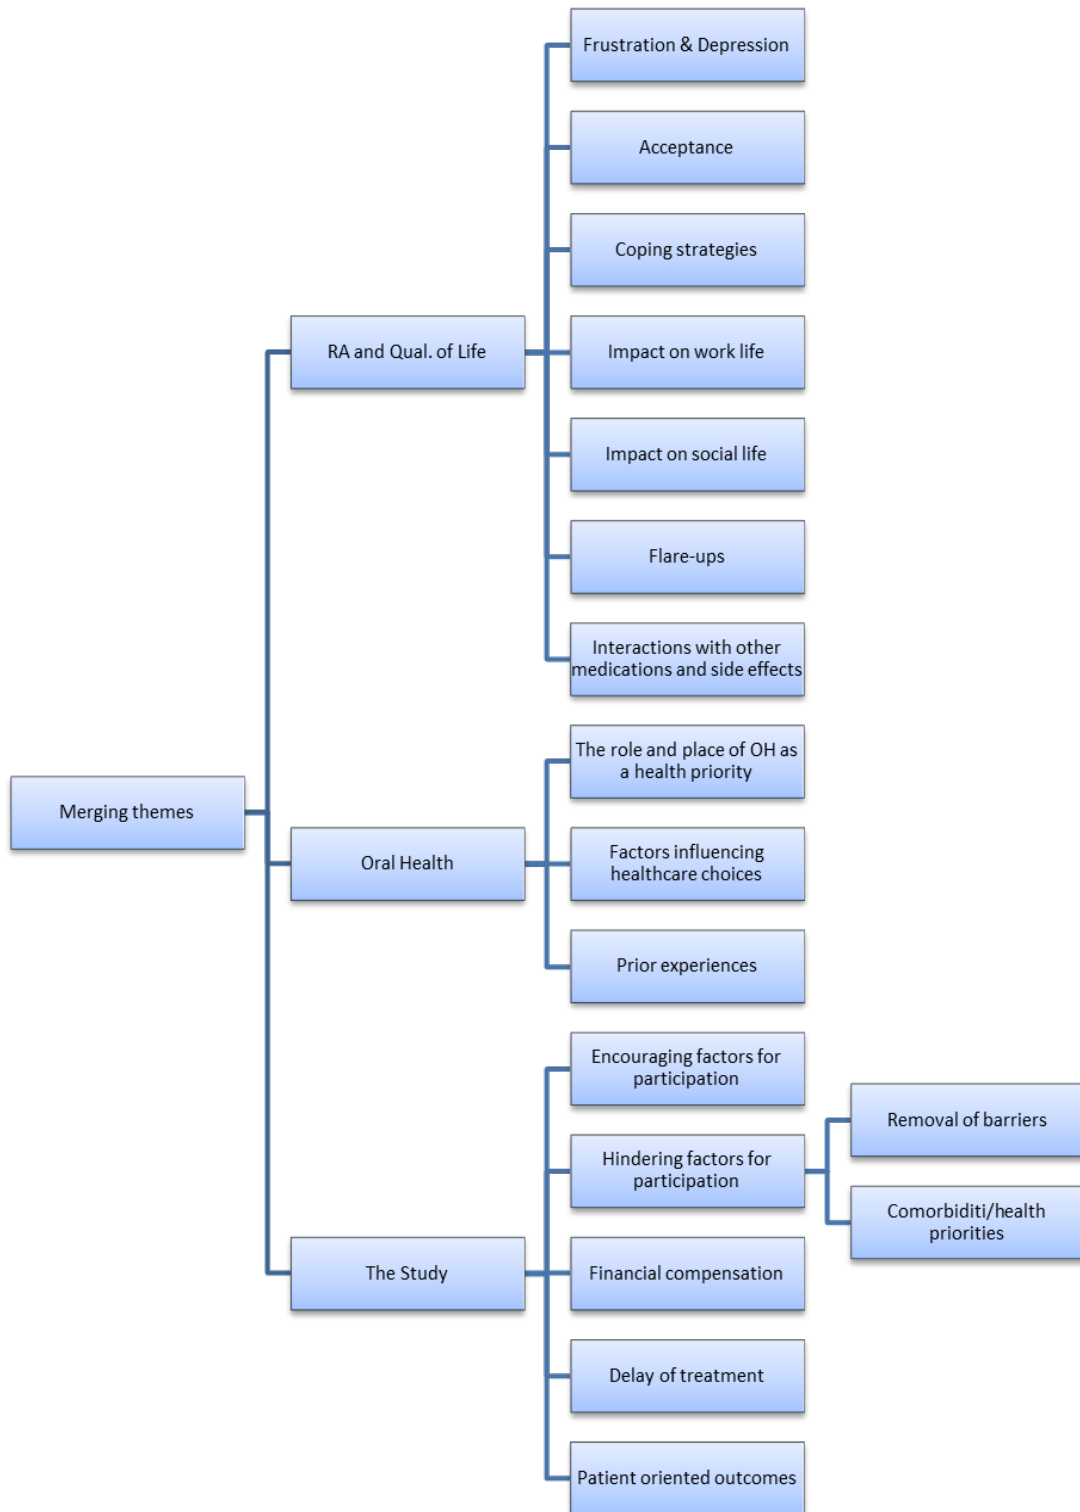 Frustration & Depression
Acceptance
Coping strategies
RA and Qual. of Life
Impact on work life
Impact on social life
Flare-ups
Interactions with other
medications and side effects
The role and place of OH as
a health priority
Merging themes
Oral Health
Factors influencing
healthcare choices
Prior experiences
Encouraging factors for
participation
Hindering factors for
participation
Removal of barriers
Comorbiditi/health
priorities
The Study
Financial compensation
Delay of treatment
Patient oriented outcomes